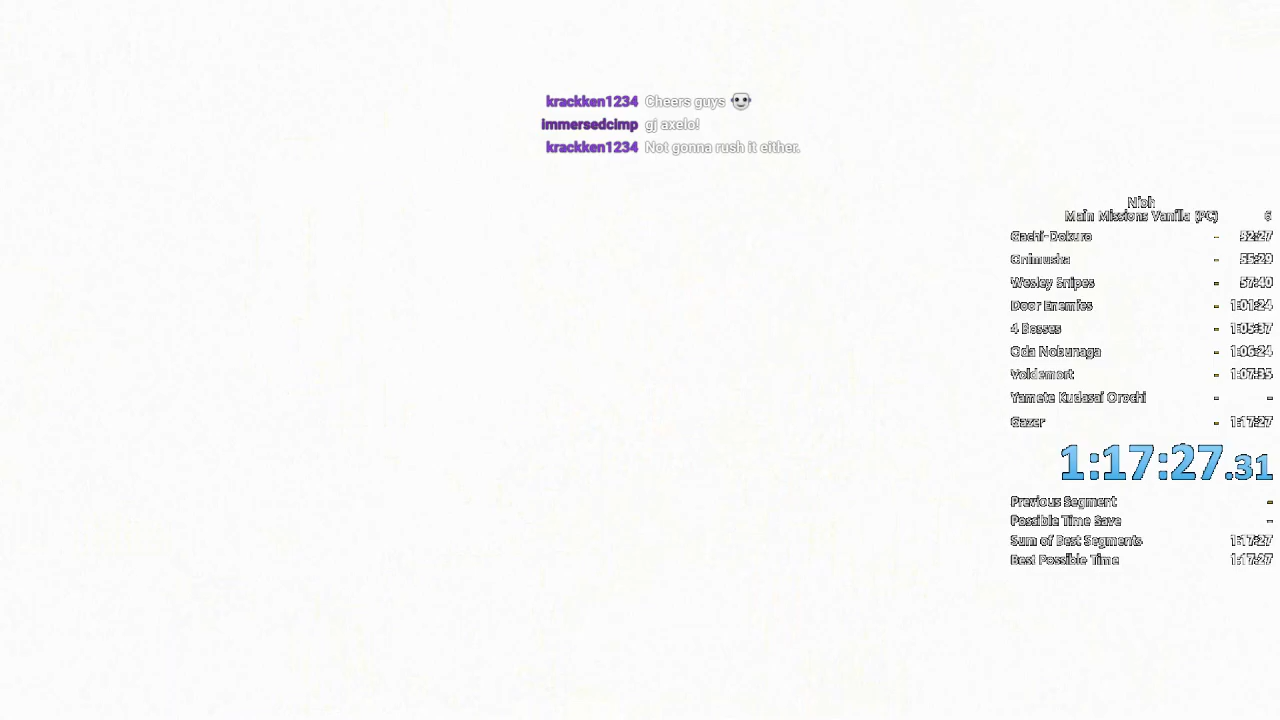 krackken1234 Cheers guys
immersedcimp gj axelo!
krackken1234 Not gonna rush it either.
Nioh
Main Missions Vanilla (PC) 6
Gachi-Dokuro - 52:27
Onimusha - 55:29
Wesley Snipes - 57:40
Door Enemies - 1:01:24
4 Bosses - 1:05:37
Oda Nobunaga - 1:06:24
Voldemort - 1:07:35
Yamete Kudasai Orochi - -
Gazer - 1:17:27
1:17:27.31
Previous Segment -
Possible Time Save -
Sum of Best Segments 1:17:27
Best Possible Time 1:17:27